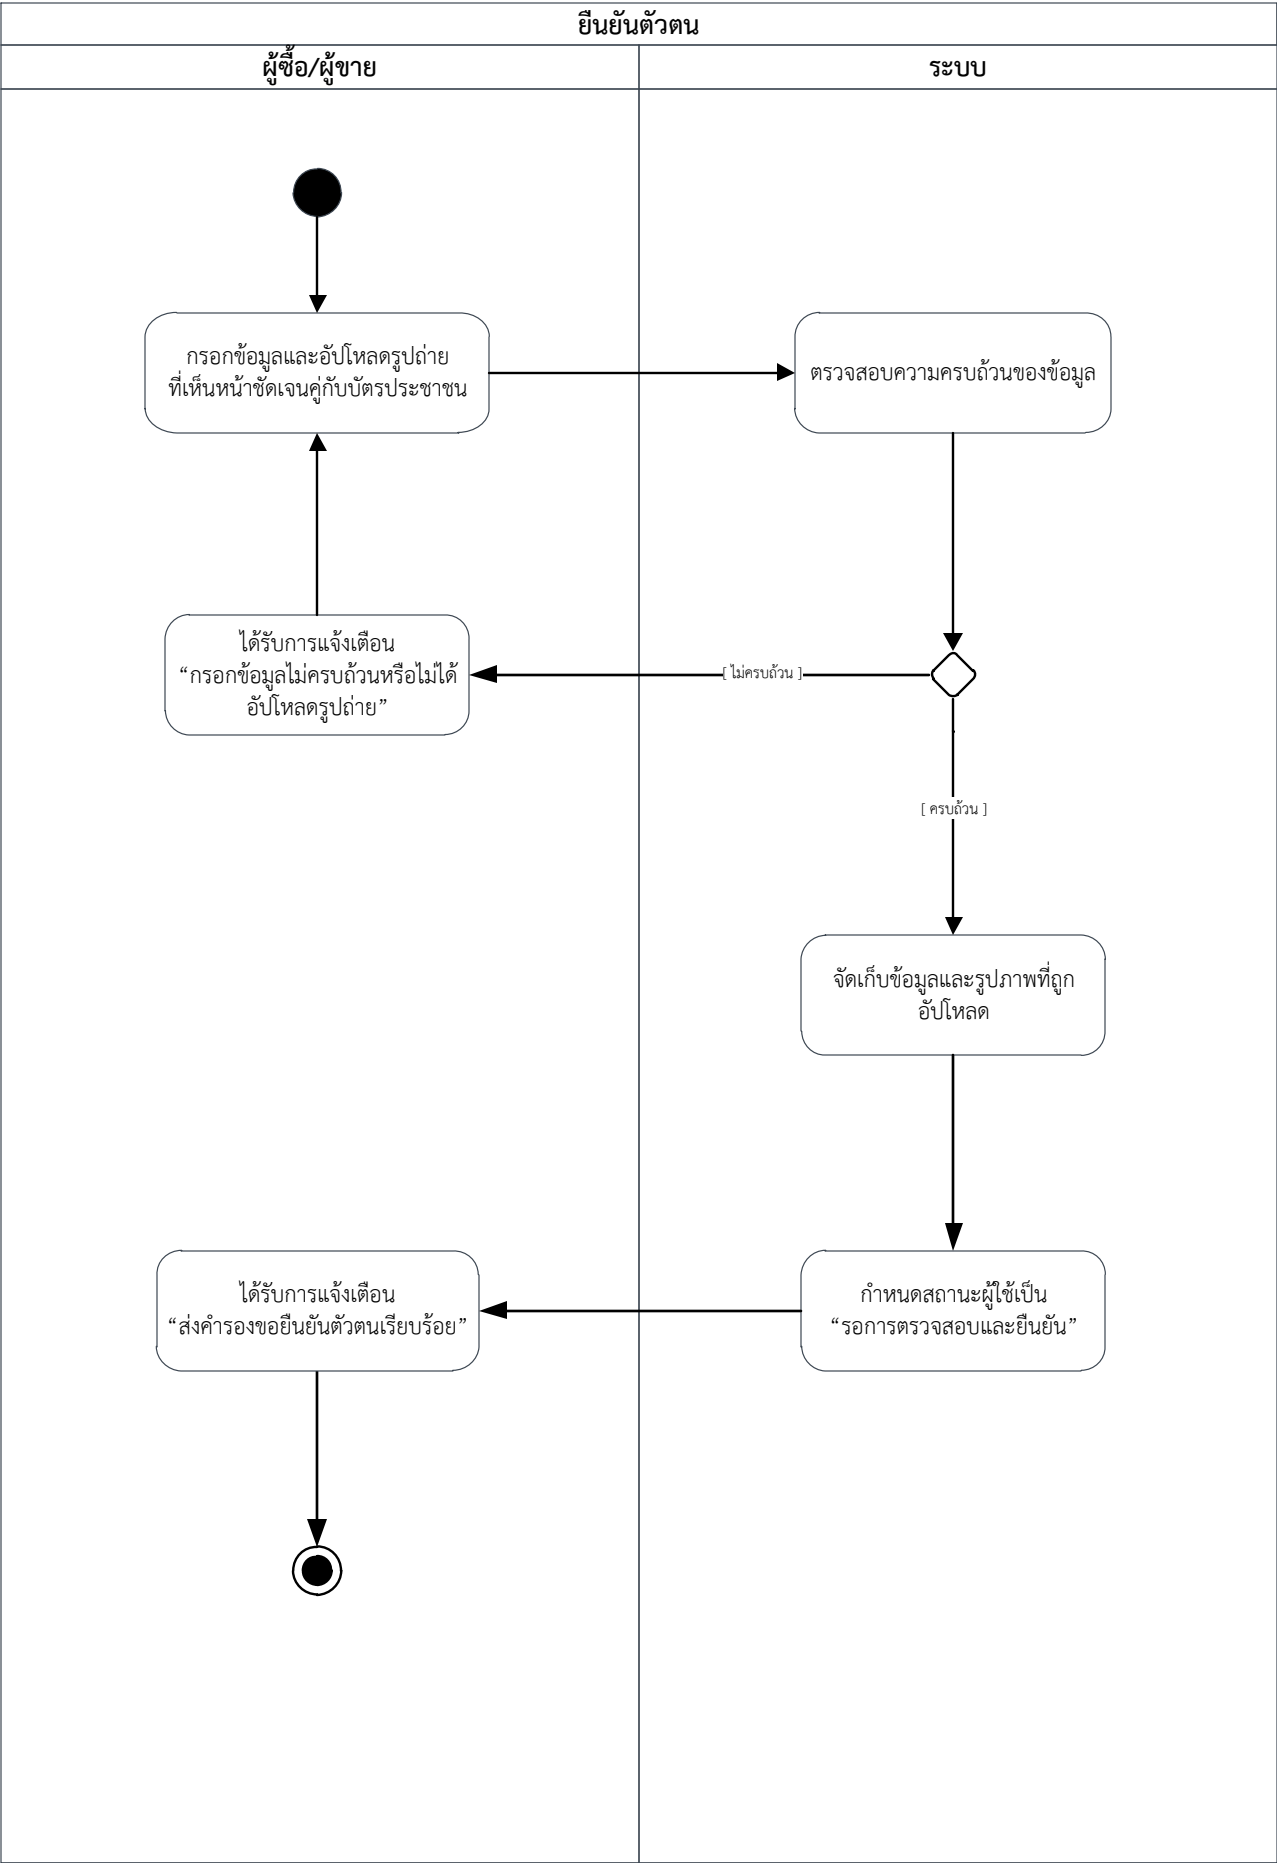 ยืนยันตัวตน
ผู้ซื้อ/ผู้ขาย
ระบบ
กรอกข้อมูลและอัปโหลดรูปถ่าย
ที่เห็นหน้าชัดเจนคู่กับบัตรประชาชน
ตรวจสอบความครบถ้วนของข้อมูล
ได้รับการแจ้งเตือน
“กรอกข้อมูลไม่ครบถ้วนหรือไม่ได้
อัปโหลดรูปถ่าย”
[ ไม่ครบถ้วน ]
[ ครบถ้วน ]
จัดเก็บข้อมูลและรูปภาพที่ถูก
อัปโหลด
ได้รับการแจ้งเตือน
“ส่งคำรองขอยืนยันตัวตนเรียบร้อย”
กำหนดสถานะผู้ใช้เป็น
“รอการตรวจสอบและยืนยัน”